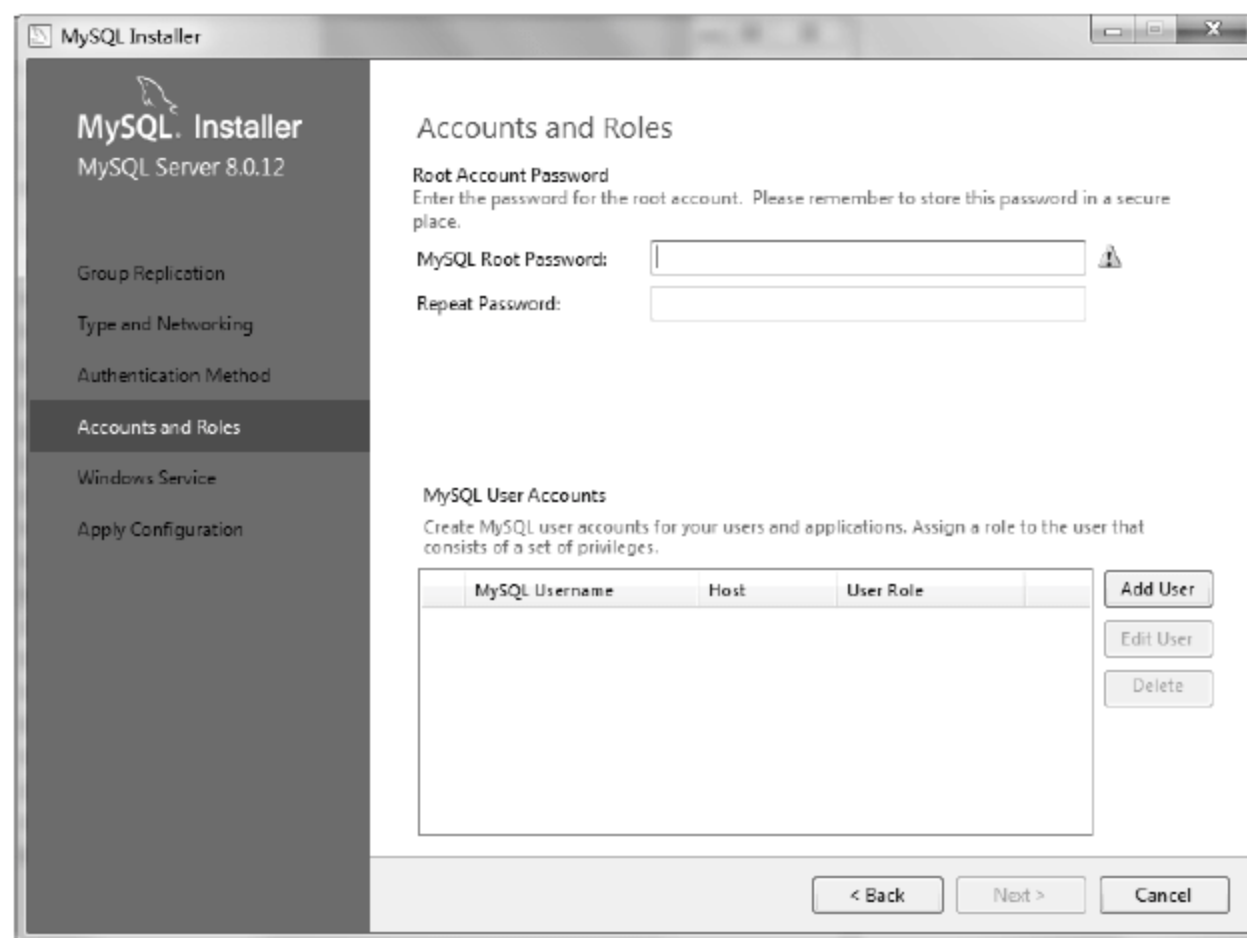 MySQL Installer
MySQL. Installer
MySQL Server 8.0.12
Group Replication
Type and Networking
Authentication Method
Accounts and Roles
Windows Service
Apply Configuration
Accounts and Roles
Root Account Password
Enter the password for the root account. Please remember to store this password in a secure
place.
MySQL Root Password:
Repeat Password:
MySQL User Accounts
Create MySQL user accounts for your users and applications. Assign a role to the user that
consists of a set of privileges.
MySQL Username Host User Role
Add User
Edit User
Delete
< Back Next > Cancel